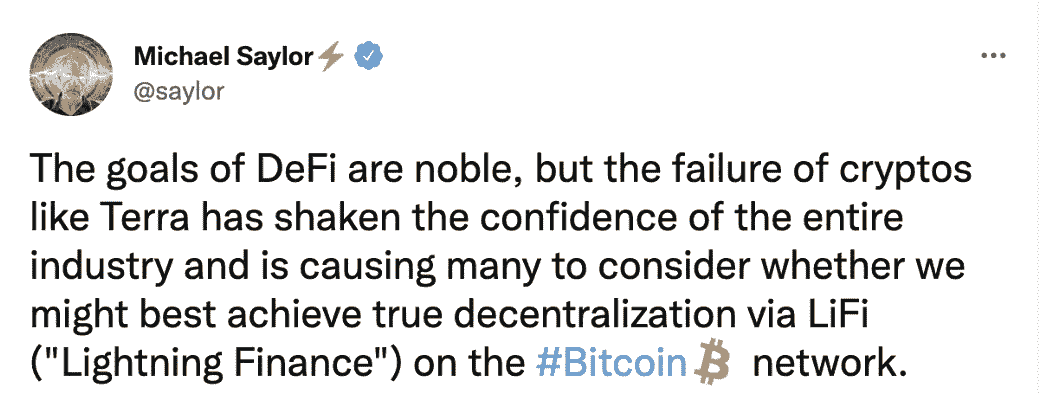 Michael Saylor⚡
@saylor
The goals of DeFi are noble, but the failure of cryptos
like Terra has shaken the confidence of the entire
industry and is causing many to consider whether we
might best achieve true decentralization via LiFi
("Lightning Finance") on the #Bitcoin₿ network.